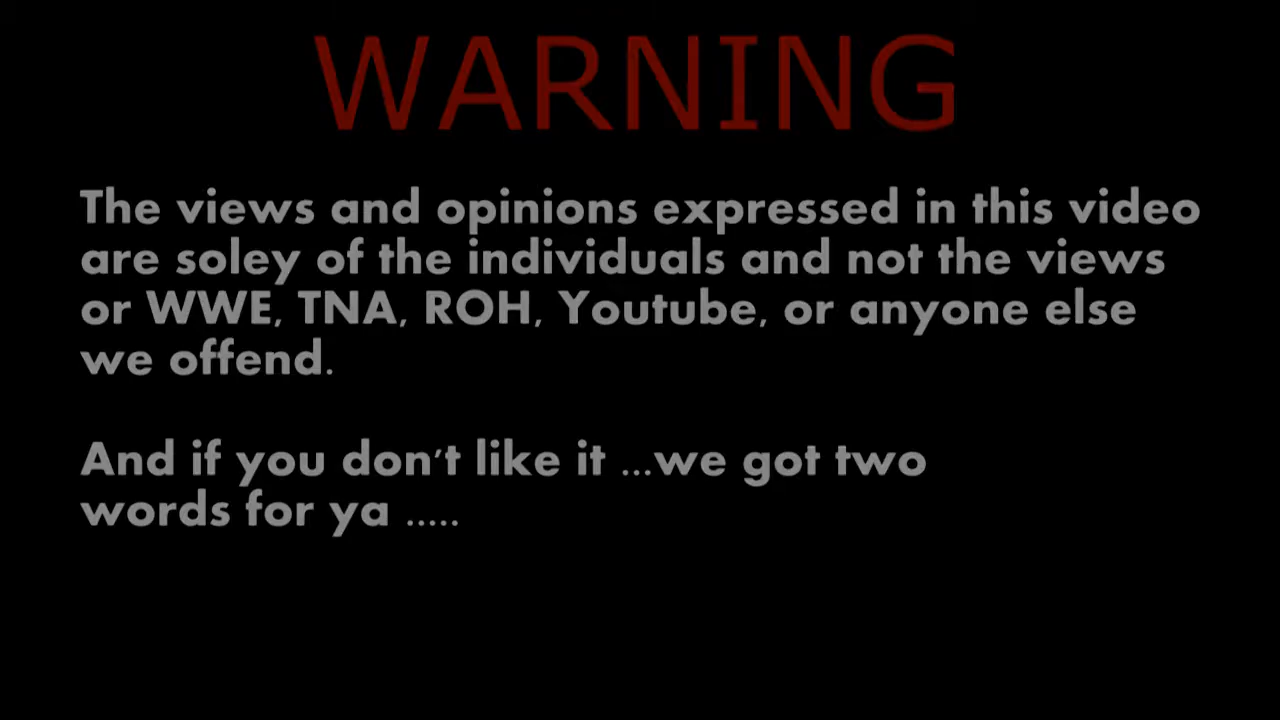 WARNING
The views and opinions expressed in this video
are soley of the individuals and not the views
or WWE, TNA, ROH, Youtube, or anyone else
we offend.
And if you don't like it ...we got two
words for ya .....